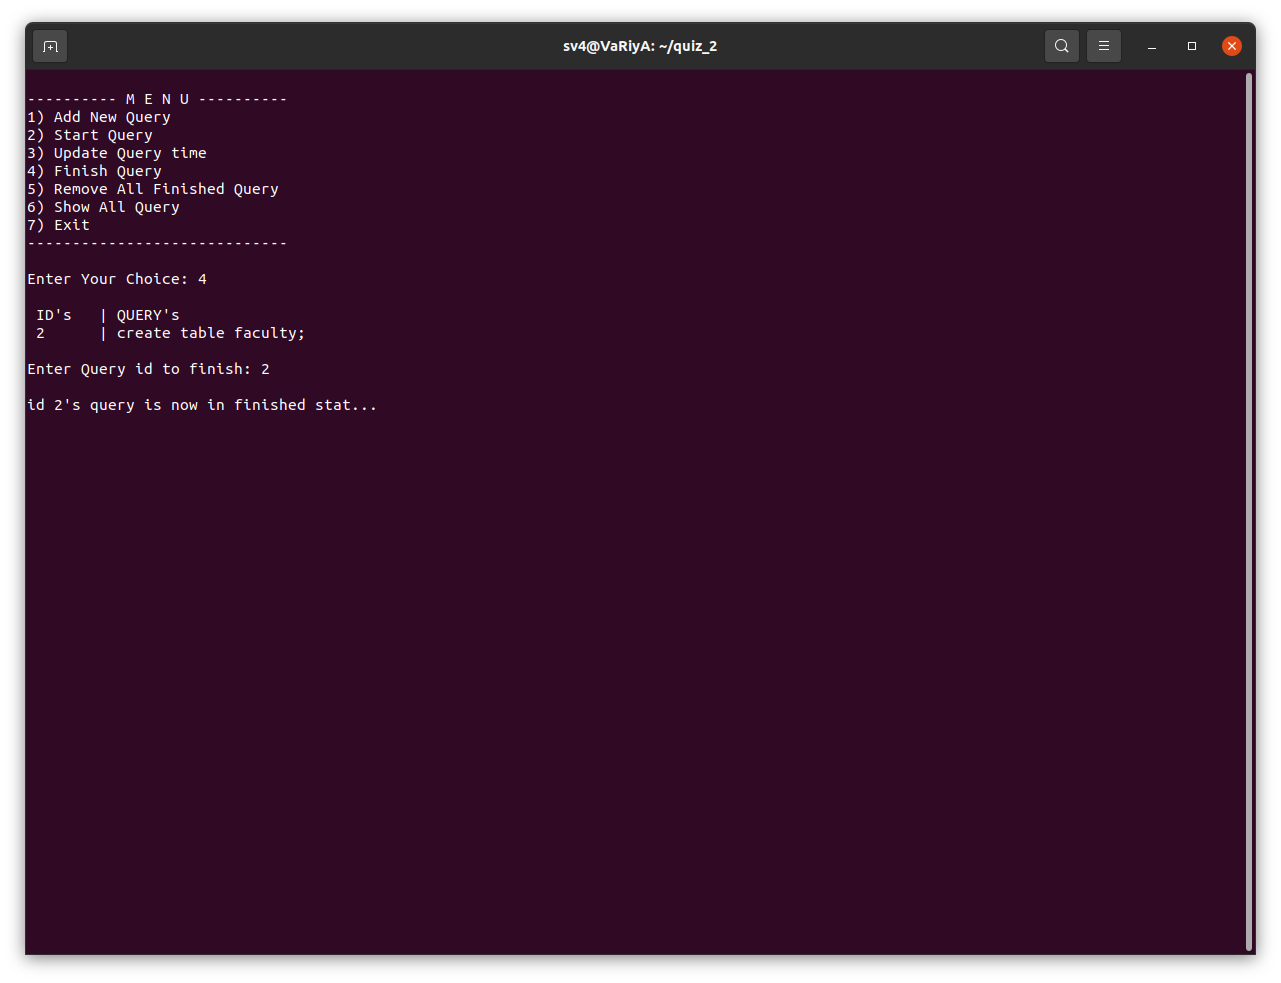 sv4@VaRiyA: ~/quiz_2
---------- M E N U ----------
1) Add New Query
2) Start Query
3) Update Query time
4) Finish Query
5) Remove All Finished Query
6) Show All Query
7) Exit
-----------------------------
Enter Your Choice: 4
ID's   | QUERY's
2      | create table faculty;
Enter Query id to finish: 2
id 2's query is now in finished stat...